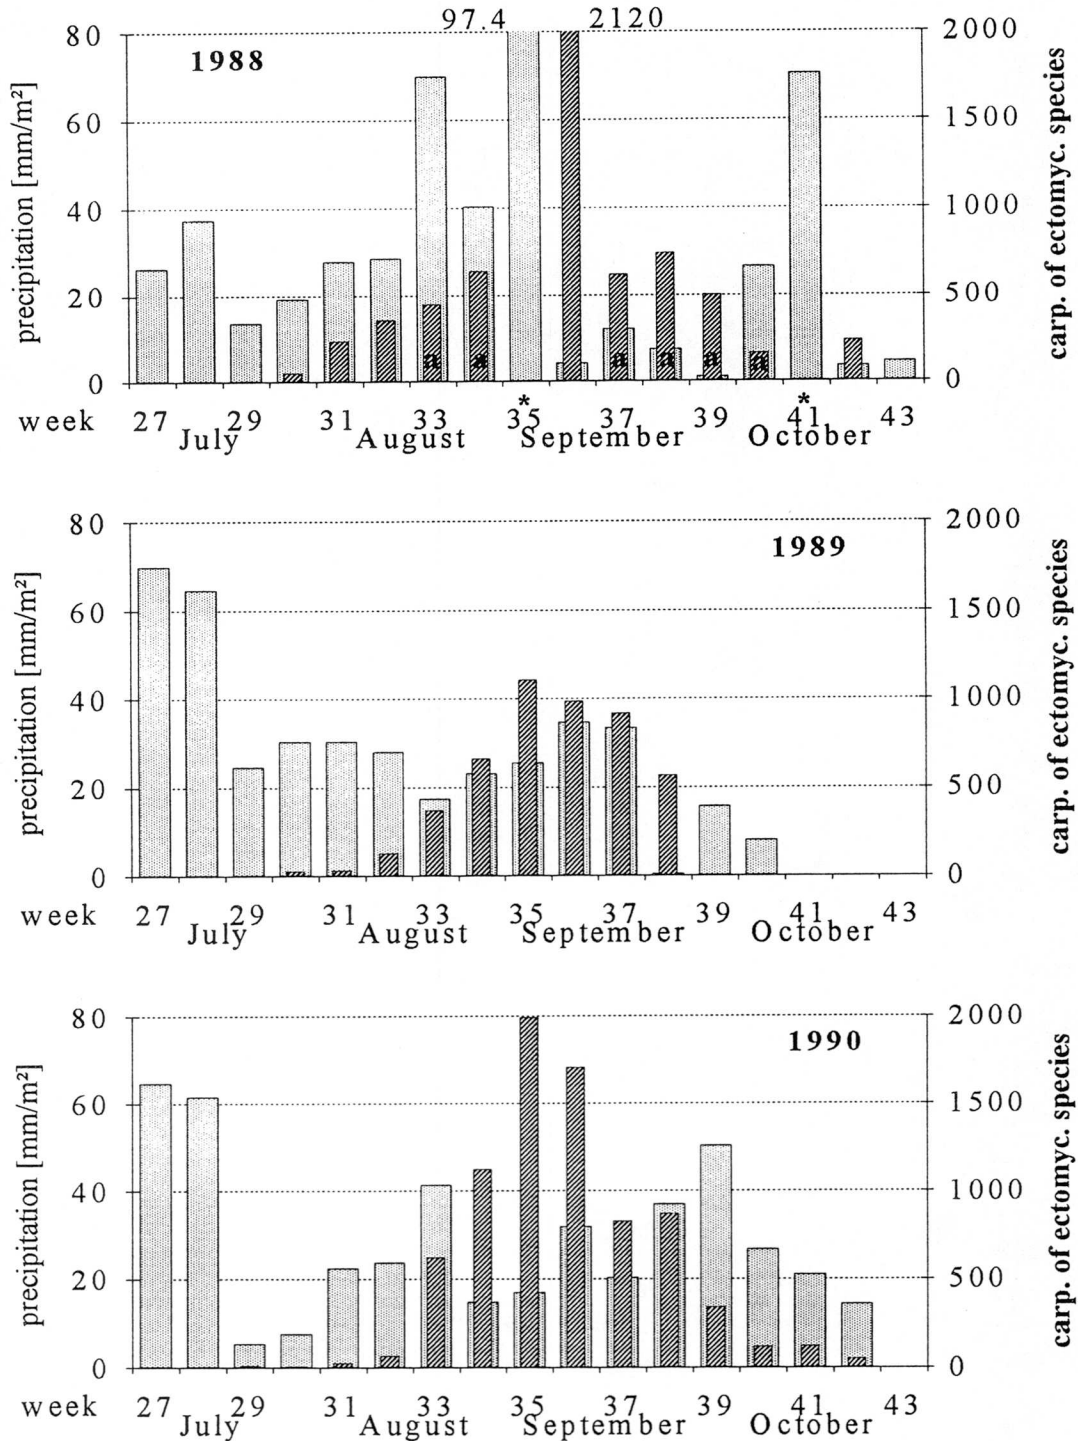 97.4 2120
80 2000
1988
60 1500
40 1000
20 500
0 0
precipitation [mm/m²]
carp. of ectomyc. species
a a a a a a
* *
week 27 29 31 33 35 37 39 41 43
July August September October
80 2000
1989
60 1500
40 1000
20 500
0 0
precipitation [mm/m²]
carp. of ectomyc. species
week 27 29 31 33 35 37 39 41 43
July August September October
80 2000
1990
60 1500
40 1000
20 500
0 0
precipitation [mm/m²]
carp. of ectomyc. species
week 27 29 31 33 35 37 39 41 43
July August September October